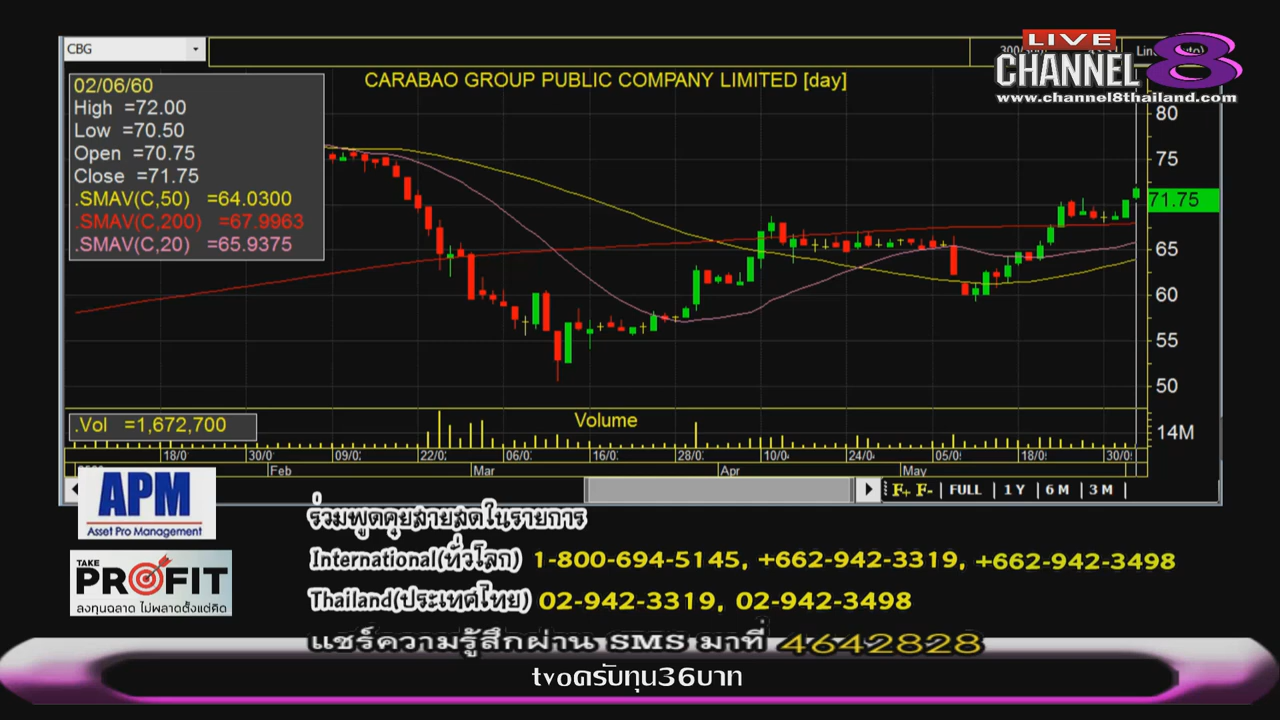 CBG
LIVE
CHANNEL 8
www.channel8thailand.com
CARABAO GROUP PUBLIC COMPANY LIMITED [day]
02/06/60
High =72.00
Low =70.50
Open =70.75
Close =71.75
.SMAV(C,50) =64.0300
.SMAV(C,200) =67.9963
.SMAV(C,20) =65.9375
80
75
71.75
65
60
55
50
.Vol =1,672,700
Volume
14M
18/0 30/0 09/0 22/0 06/0 16/0 28/0 10/0 24/0 05/0 18/0 30/0
Feb Mar Apr May
F+ F- FULL 1 Y 6 M 3 M
APM
Asset Pro Management
TAKE
PROFIT
ลงทุนฉลาด ไม่พลาดตั้งแต่คิด
ร่วมพูดคุยสายสดในรายการ
International(ทั่วโลก) 1-800-694-5145, +662-942-3319, +662-942-3498
Thailand(ประเทศไทย) 02-942-3319, 02-942-3498
แชร์ความรู้สึกผ่าน SMS มาที่ 4642828
tvoครับทุน36บาท